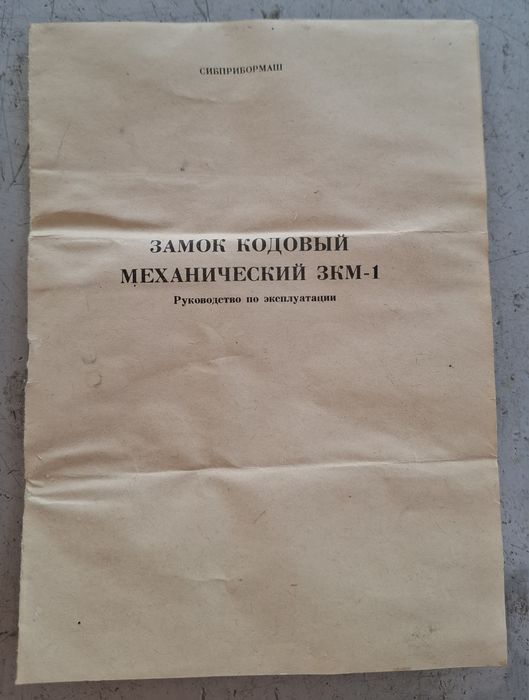 СИБПРИБОРМАШ
ЗАМОК КОДОВЫЙ
МЕХАНИЧЕСКИЙ ЗКМ-1
Руководство по эксплуатации